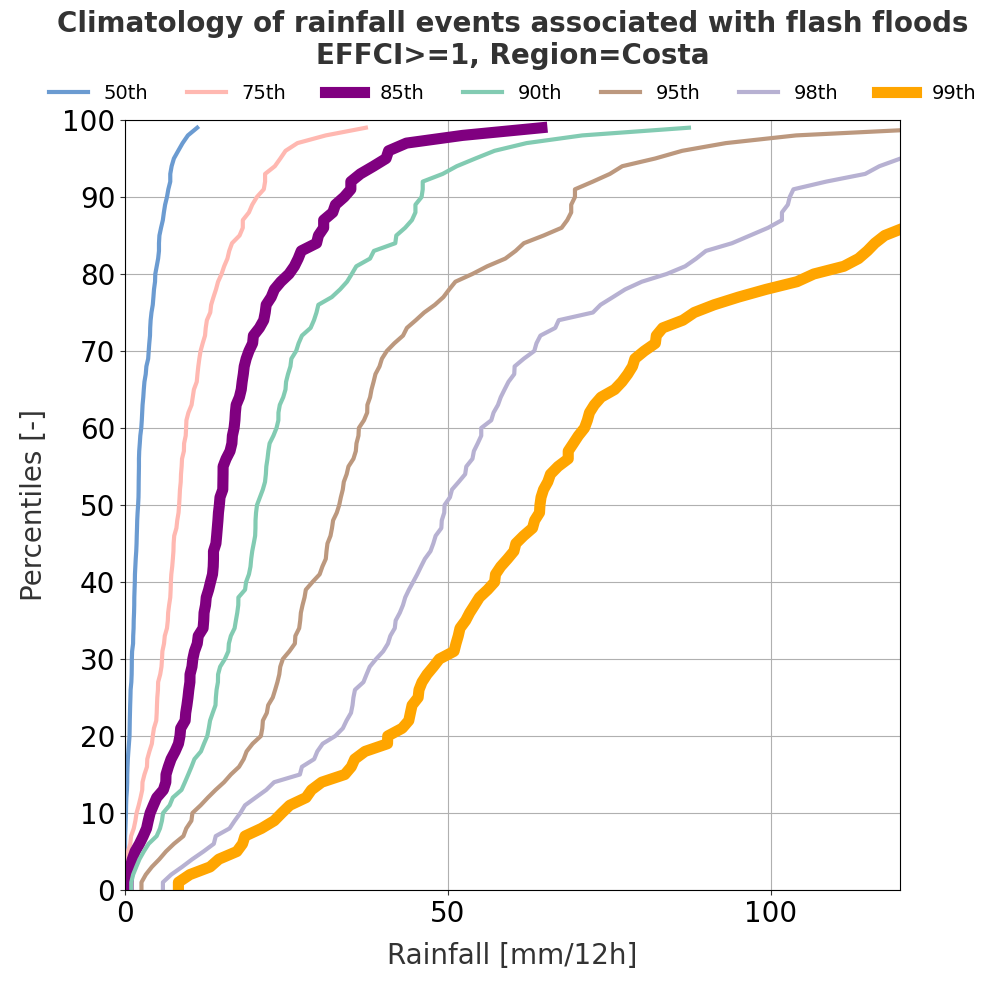 Climatology of rainfall events associated with flash floods
EFFCI>=1, Region=Costa
50th 75th 85th 90th 95th 98th 99th
100
90
80
70
60
50
40
30
20
10
0
Percentiles [-]
0 50 100
Rainfall [mm/12h]